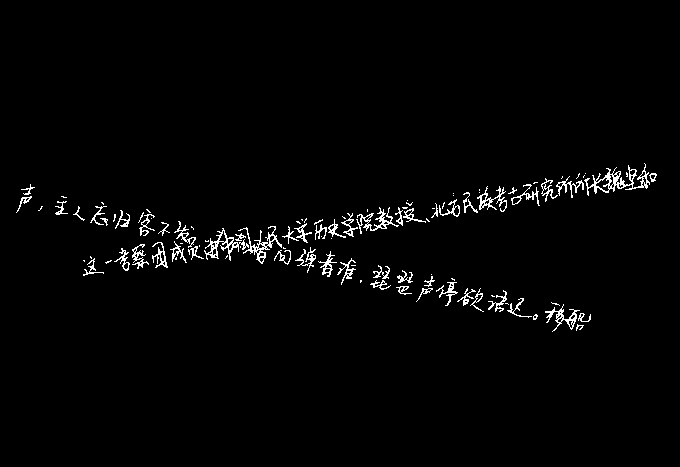 声，主人忘归客不发。寻声暗问弹者谁，琵琶声停欲语迟。移船
这一考察团成员由中国人民大学历史学院教授、北方民族考古研究所所长魏坚和